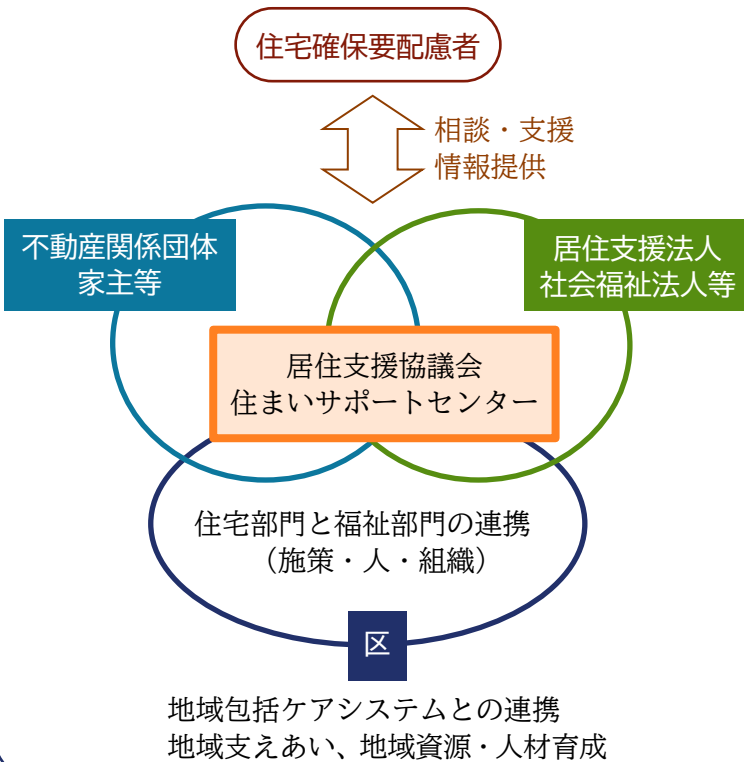 住宅確保要配慮者
相談・支援
情報提供
不動産関係団体
家主等
居住支援法人
社会福祉法人等
居住支援協議会
住まいサポートセンター
住宅部門と福祉部門の連携
（施策・人・組織）
区
地域包括ケアシステムとの連携
地域支えあい、地域資源・人材育成